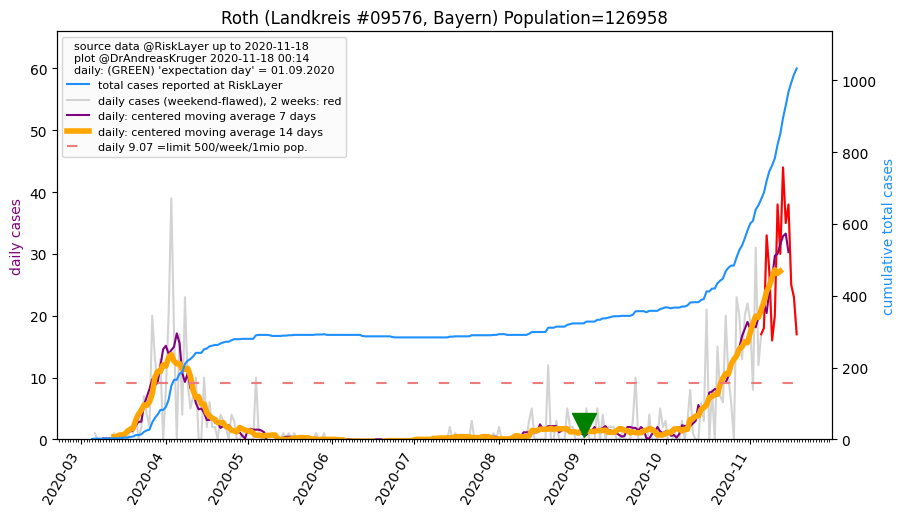 Roth (Landkreis #09576, Bayern) Population=126958
source data @RiskLayer up to 2020-11-18
plot @DrAndreasKruger 2020-11-18 00:14
daily: (GREEN) 'expectation day' = 01.09.2020
total cases reported at RiskLayer
daily cases (weekend-flawed), 2 weeks: red
daily: centered moving average 7 days
daily: centered moving average 14 days
daily 9.07 =limit 500/week/1mio pop.
daily cases
60
50
40
30
20
10
0
cumulative total cases
1000
800
600
400
200
0
2020-03
2020-04
2020-05
2020-06
2020-07
2020-08
2020-09
2020-10
2020-11